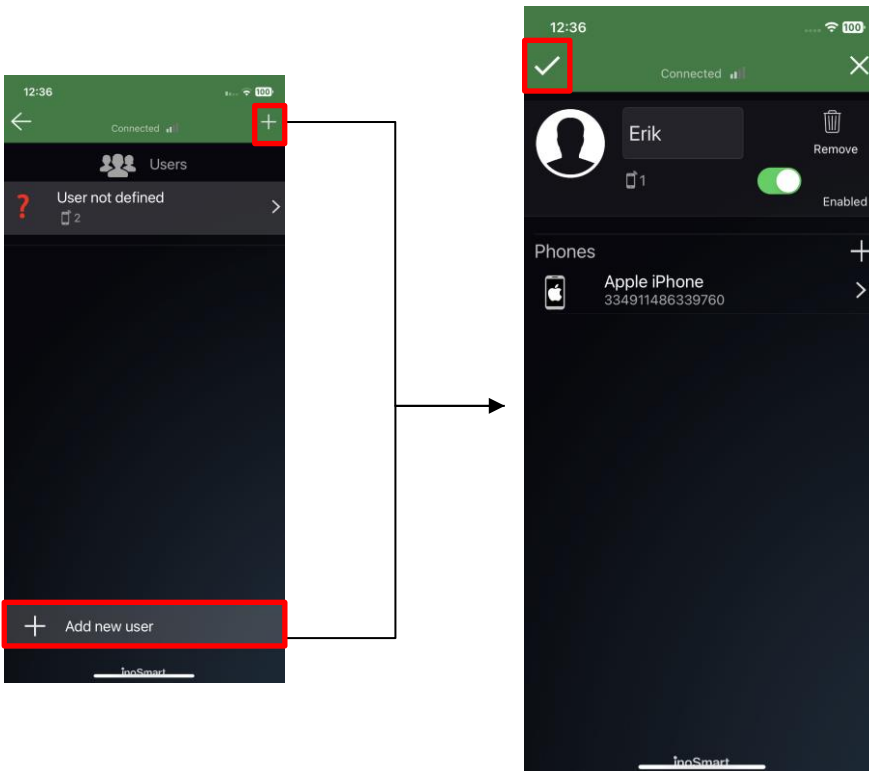 12:36
100
Connected
Users
User not defined
2
Add new user
inoSmart
12:36
100
Connected
Erik
Remove
1
Enabled
Phones
Apple iPhone
334911486339760
inoSmart